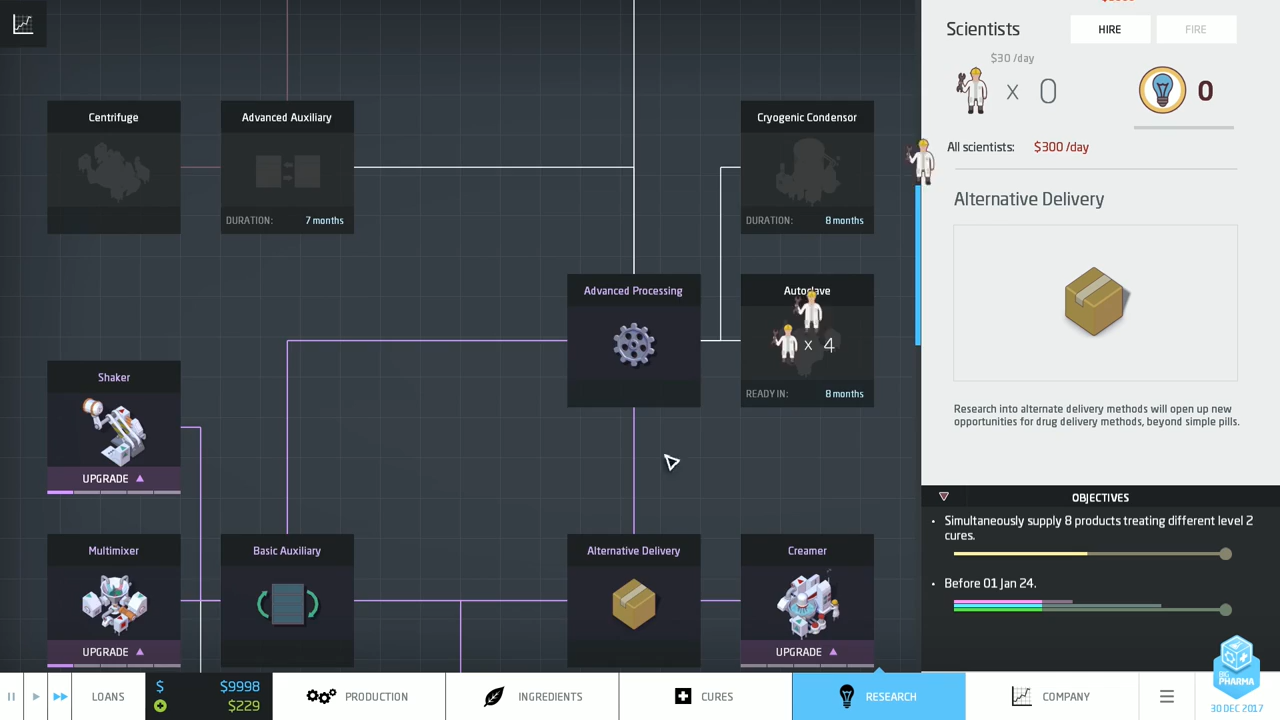 Scientists
HIRE
FIRE
$30 /day
x 0
0
All scientists:
$300 /day
Centrifuge
Advanced Auxiliary
DURATION: 7 months
Cryogenic Condensor
DURATION: 8 months
Advanced Processing
Autoclave
x 4
READY IN: 8 months
Shaker
UPGRADE
Multimixer
UPGRADE
Basic Auxiliary
Alternative Delivery
Creamer
UPGRADE
Alternative Delivery
Research into alternate delivery methods will open up new
opportunities for drug delivery methods, beyond simple pills.
OBJECTIVES
• Simultaneously supply 8 products treating different level 2
cures.
• Before 01 Jan 24.
LOANS
$ $9998
$229
PRODUCTION
INGREDIENTS
CURES
RESEARCH
COMPANY
BIG
PHARMA
30 DEC 2017